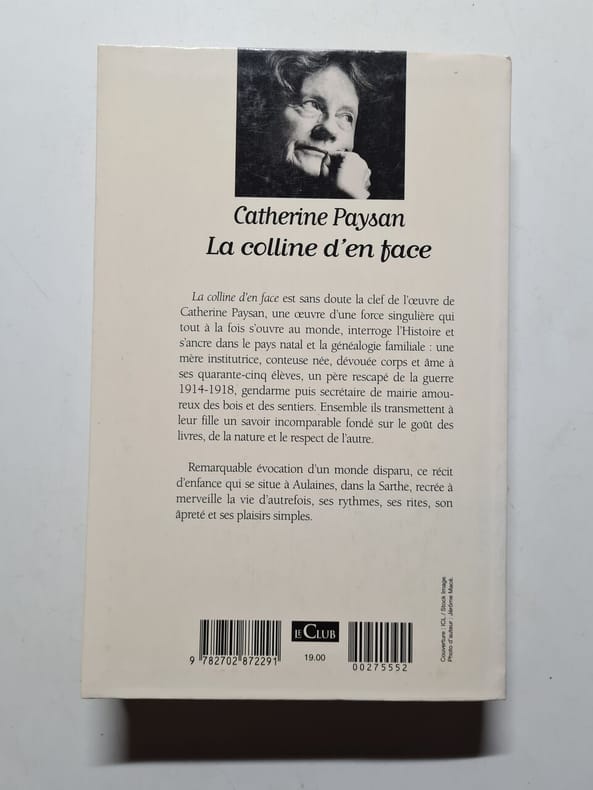 Catherine Paysan
La colline d'en face
La colline d'en face est sans doute la clef de l'œuvre de
Catherine Paysan, une œuvre d'une force singulière qui
tout à la fois s'ouvre au monde, interroge l'Histoire et
s'ancre dans le pays natal et la généalogie familiale : une
mère institutrice, conteuse née, dévouée corps et âme à
ses quarante-cinq élèves, un père rescapé de la guerre
1914-1918, gendarme puis secrétaire de mairie amou-
reux des bois et des sentiers. Ensemble ils transmettent à
leur fille un savoir incomparable fondé sur le goût des
livres, de la nature et le respect de l'autre.
Remarquable évocation d'un monde disparu, ce récit
d'enfance qui se situe à Aulaines, dans la Sarthe, recrée à
merveille la vie d'autrefois, ses rythmes, ses rites, son
âpreté et ses plaisirs simples.
Couverture : ICL / Stock Image
Photo d'auteur : Jérôme Macé.
LE CLUB
9 782702 872291
19.00
00275552